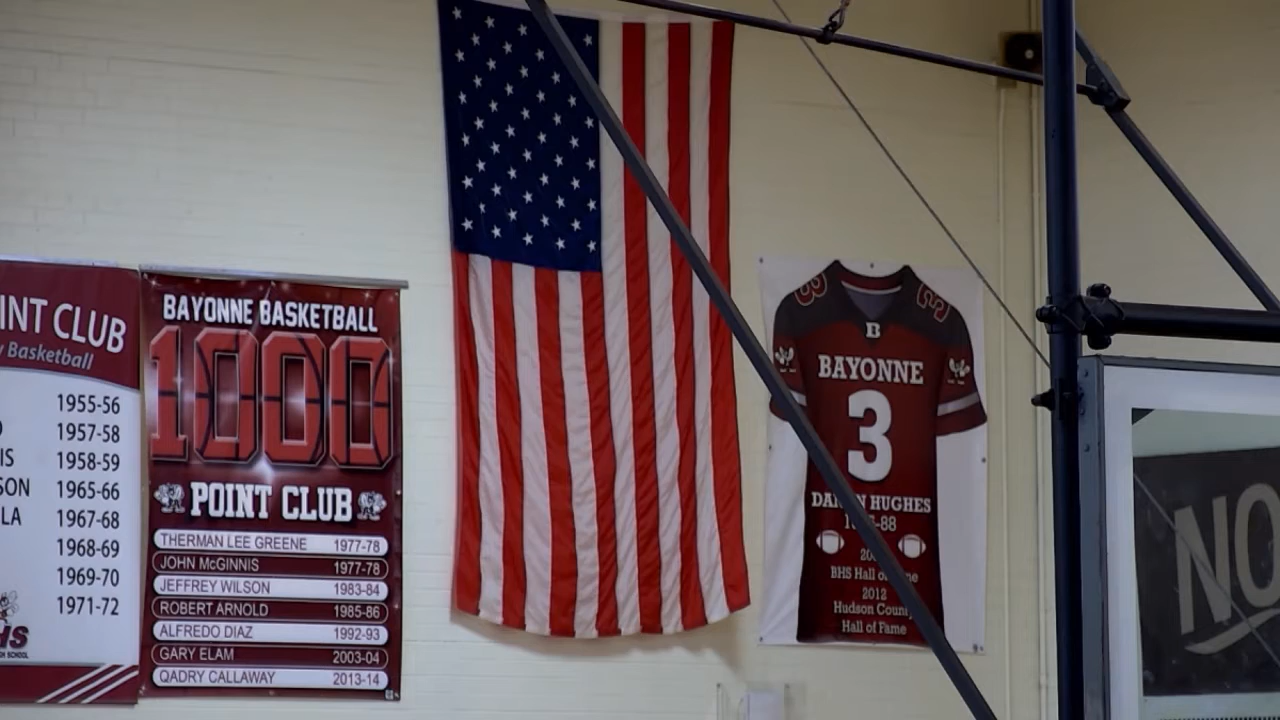 INT CLUB
Basketball
1955-56
1957-58
IS 1958-59
SON 1965-66
LA 1967-68
1968-69
1969-70
1971-72
HS
BAYONNE BASKETBALL
1000
POINT CLUB
THERMAN LEE GREENE 1977-78
JOHN McGINNIS 1977-78
JEFFREY WILSON 1983-84
ROBERT ARNOLD 1985-86
ALFREDO DIAZ 1992-93
GARY ELAM 2003-04
QADRY CALLAWAY 2013-14
3
B
BAYONNE
3
HUGHES
-88
BHS Hall of
2012
Hudson
Hall of Fame
NO